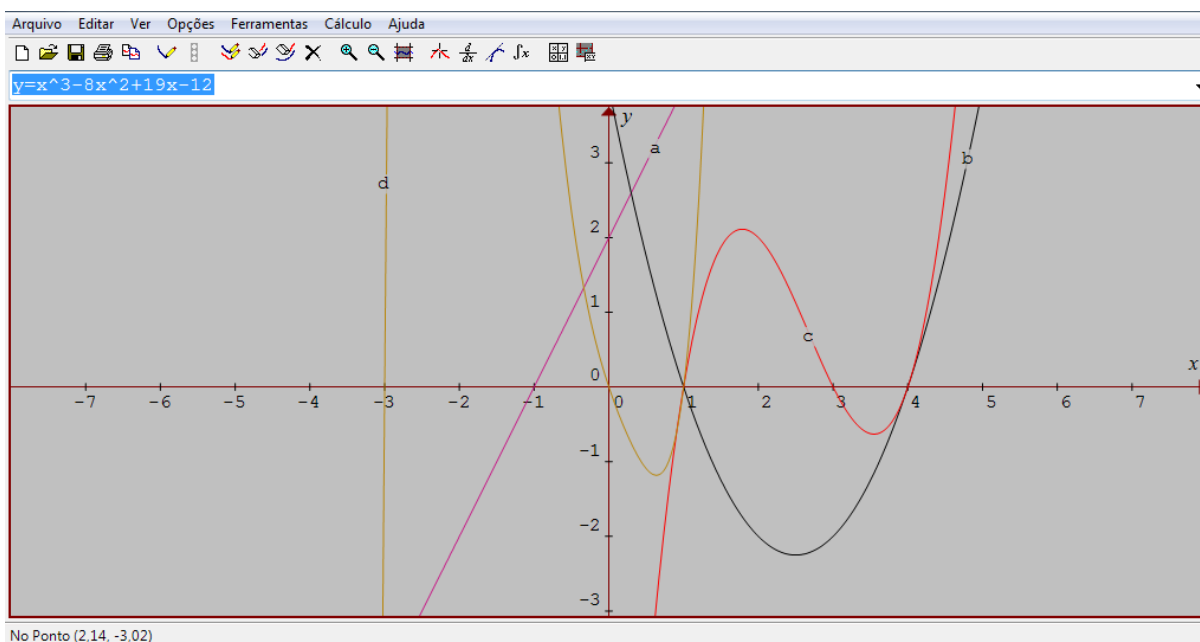 Arquivo Editar Ver Opções Ferramentas Cálculo Ajuda
d/dx ∫x
y=x^3-8x^2+19x-12
y
3
a
b
d
2
1
c
0
x
-7 -6 -5 -4 -3 -2 -1 0 1 2 3 4 5 6 7
-1
-2
-3
No Ponto (2,14, -3,02)